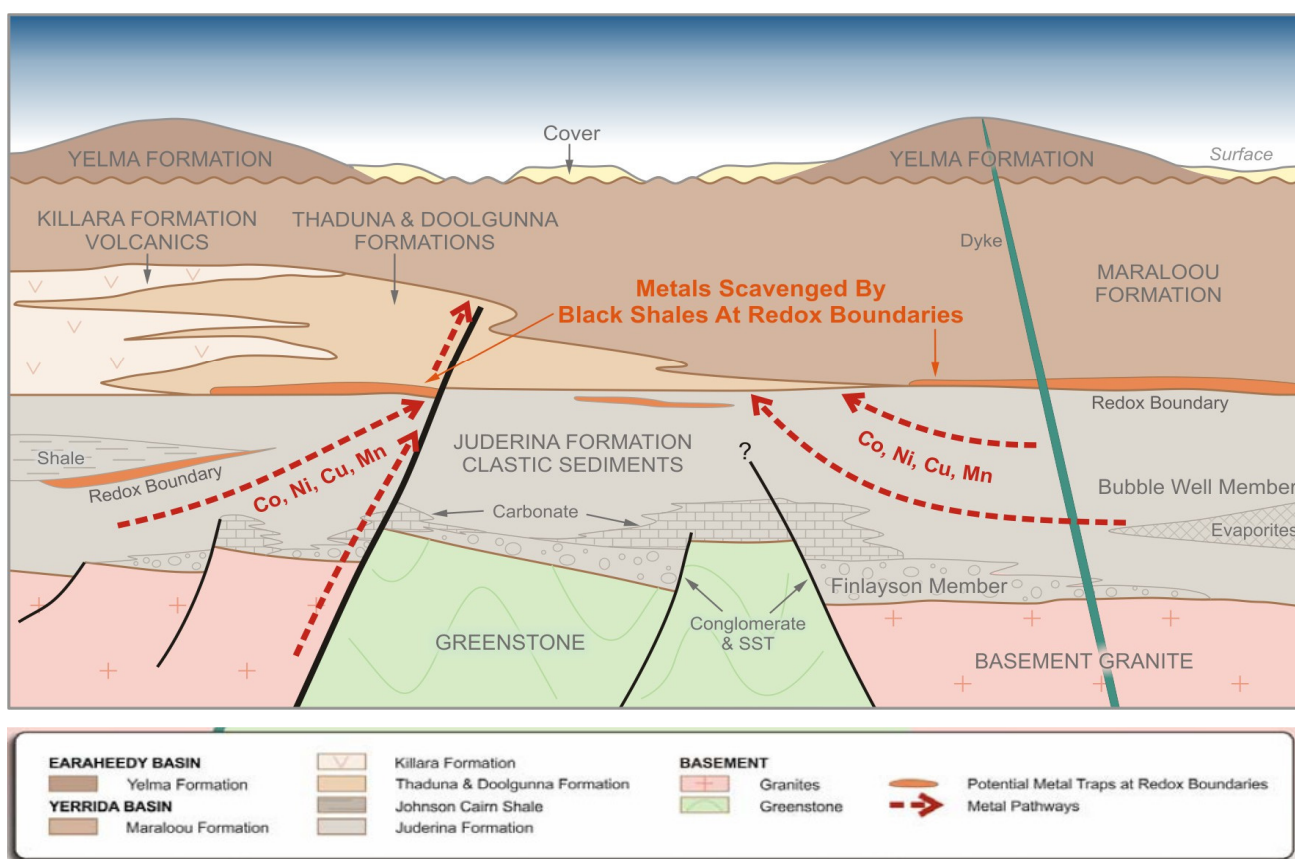 Cover
YELMA FORMATION
YELMA FORMATION
Surface
KILLARA FORMATION
VOLCANICS
THADUNA & DOOLGUNNA
FORMATIONS
Dyke
MARALOOU
FORMATION
Metals Scavenged By
Black Shales At Redox Boundaries
Redox Boundary
Shale
Redox Boundary
Co, Ni, Cu, Mn
JUDERINA FORMATION
CLASTIC SEDIMENTS
?
Co, Ni, Cu, Mn
Bubble Well Member
Carbonate
Evaporites
Finlayson Member
Conglomerate
& SST
GREENSTONE
BASEMENT GRANITE
EARAHEEDY BASIN
Yelma Formation
YERRIDA BASIN
Maraloou Formation
Killara Formation
Thaduna & Doolgunna Formation
Johnson Cairn Shale
Juderina Formation
BASEMENT
Granites
Greenstone
Potential Metal Traps at Redox Boundaries
Metal Pathways